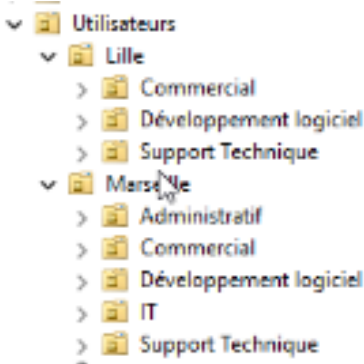 Utilisateurs
Lille
Commercial
Développement logiciel
Support Technique
Marseille
Administratif
Commercial
Développement logiciel
IT
Support Technique